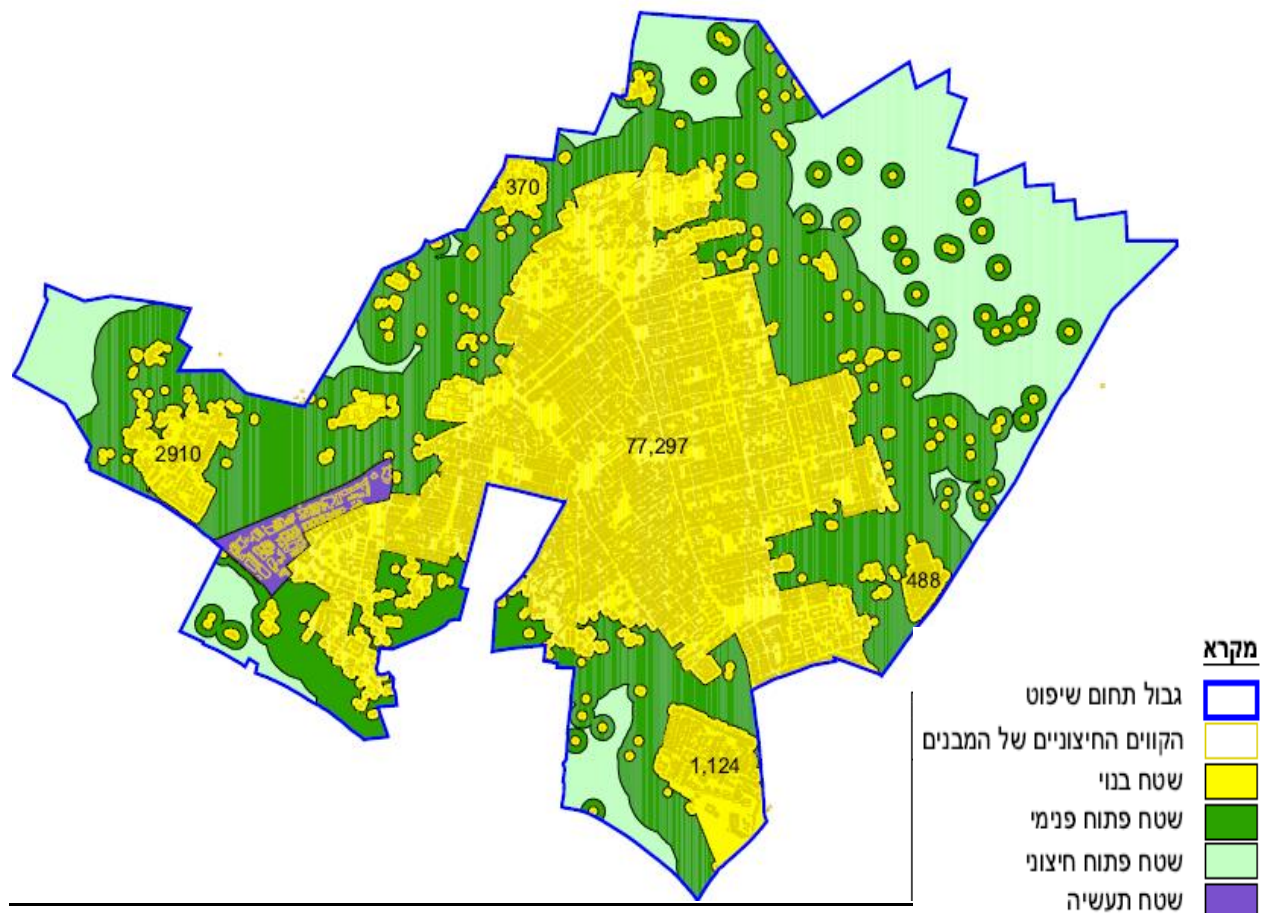 370
77,297
2910
488
1,124
מקרא
גבול תחום שיפוט
הקווים החיצוניים של המבנים
שטח בנוי
שטח פתוח פנימי
שטח פתוח חיצוני
שטח תעשיה